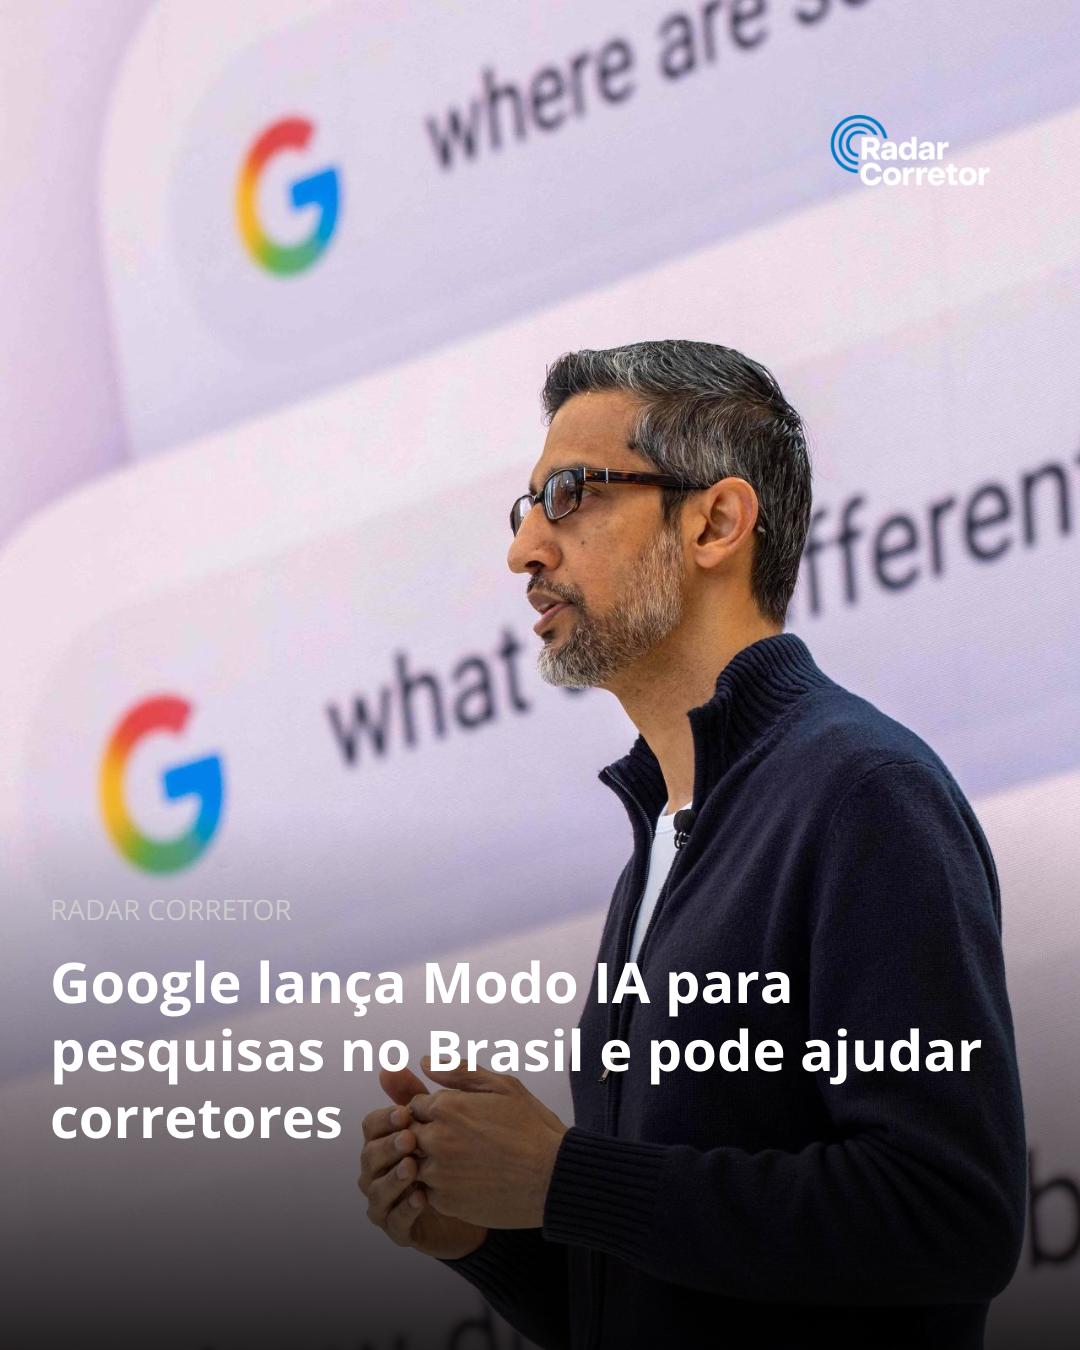 where are
Radar
Corretor
fferent
what
RADAR CORRETOR
Google lança Modo IA para
pesquisas no Brasil e pode ajudar
corretores